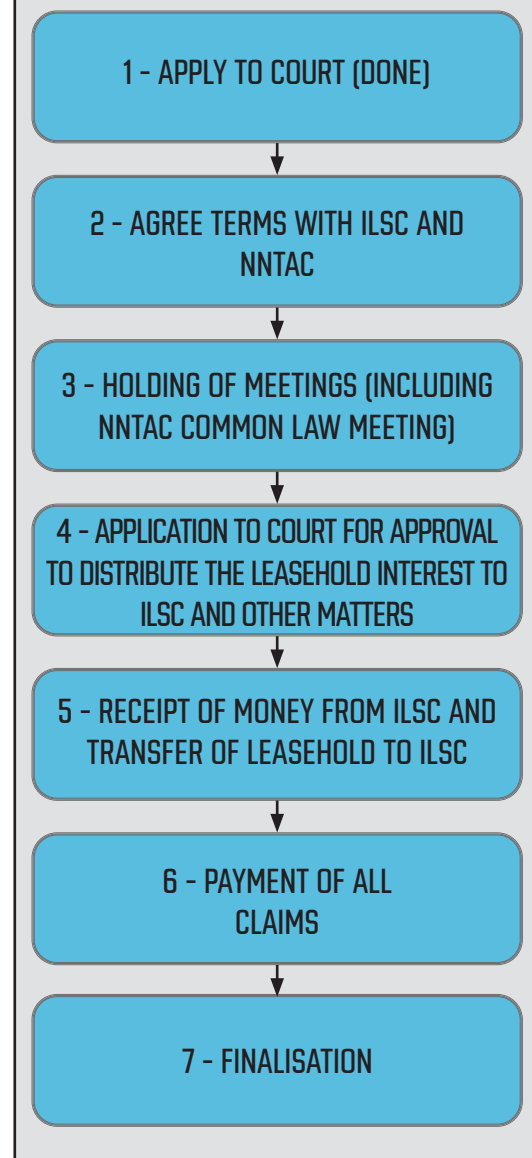 1 - APPLY TO COURT (DONE)
2 - AGREE TERMS WITH ILSC AND
NNTAC
3 - HOLDING OF MEETINGS (INCLUDING
NNTAC COMMON LAW MEETING)
4 - APPLICATION TO COURT FOR APPROVAL
TO DISTRIBUTE THE LEASEHOLD INTEREST TO
ILSC AND OTHER MATTERS
5 - RECEIPT OF MONEY FROM ILSC AND
TRANSFER OF LEASEHOLD TO ILSC
6 - PAYMENT OF ALL
CLAIMS
7 - FINALISATION